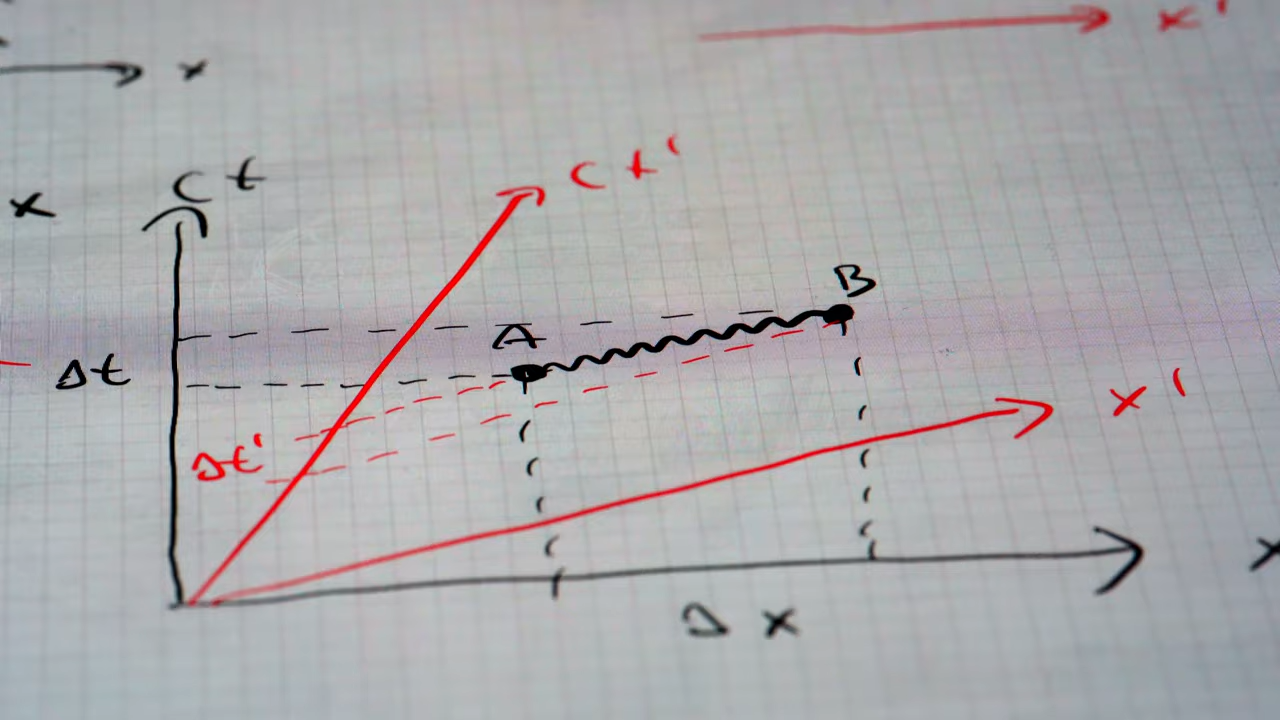 x'
x
ct
ct'
x
B
A
Δt
x'
Δt'
x
Δx